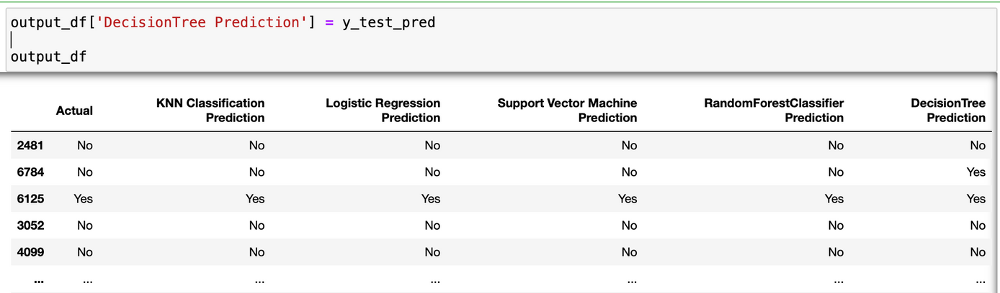 output_df['DecisionTree Prediction'] = y_test_pred
output_df
Actual KNN Classification Prediction Logistic Regression Prediction Support Vector Machine Prediction RandomForestClassifier Prediction DecisionTree Prediction
2481 No No No No No No
6784 No No No No No Yes
6125 Yes Yes Yes Yes Yes Yes
3052 No No No No No No
4099 No No No No No No
... ... ... ... ... ... ...